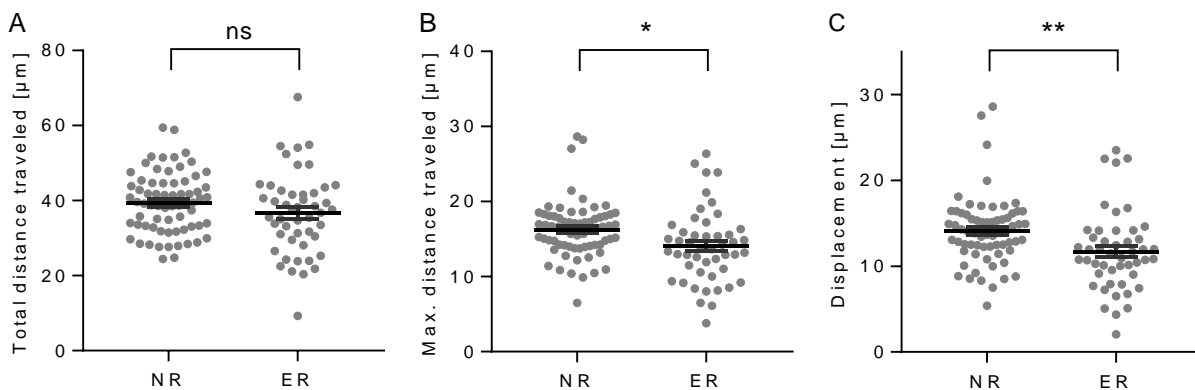 A
ns
Total distance traveled [µm]
80
60
40
20
0
NR
ER
B
*
Max. distance traveled [µm]
40
30
20
10
0
NR
ER
C
**
Displacement [µm]
30
20
10
0
NR
ER